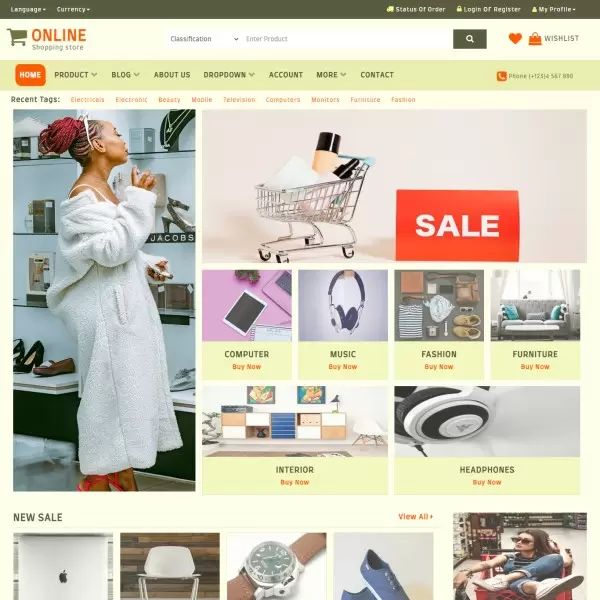 Language Currency Status Of Order Login Or Register My Profile
ONLINE
Shopping store
Classification Enter Product WISHLIST
HOME PRODUCT BLOG ABOUT US DROPDOWN ACCOUNT MORE CONTACT Phone (+123)4 567 890
Recent Tags: Electricals Electronic Beauty Mobile Television Computers Monitors Furniture Fashion
JACOBS
SALE
COMPUTER MUSIC FASHION FURNITURE
Buy Now Buy Now Buy Now Buy Now
INTERIOR HEADPHONES
Buy Now Buy Now
NEW SALE View All+